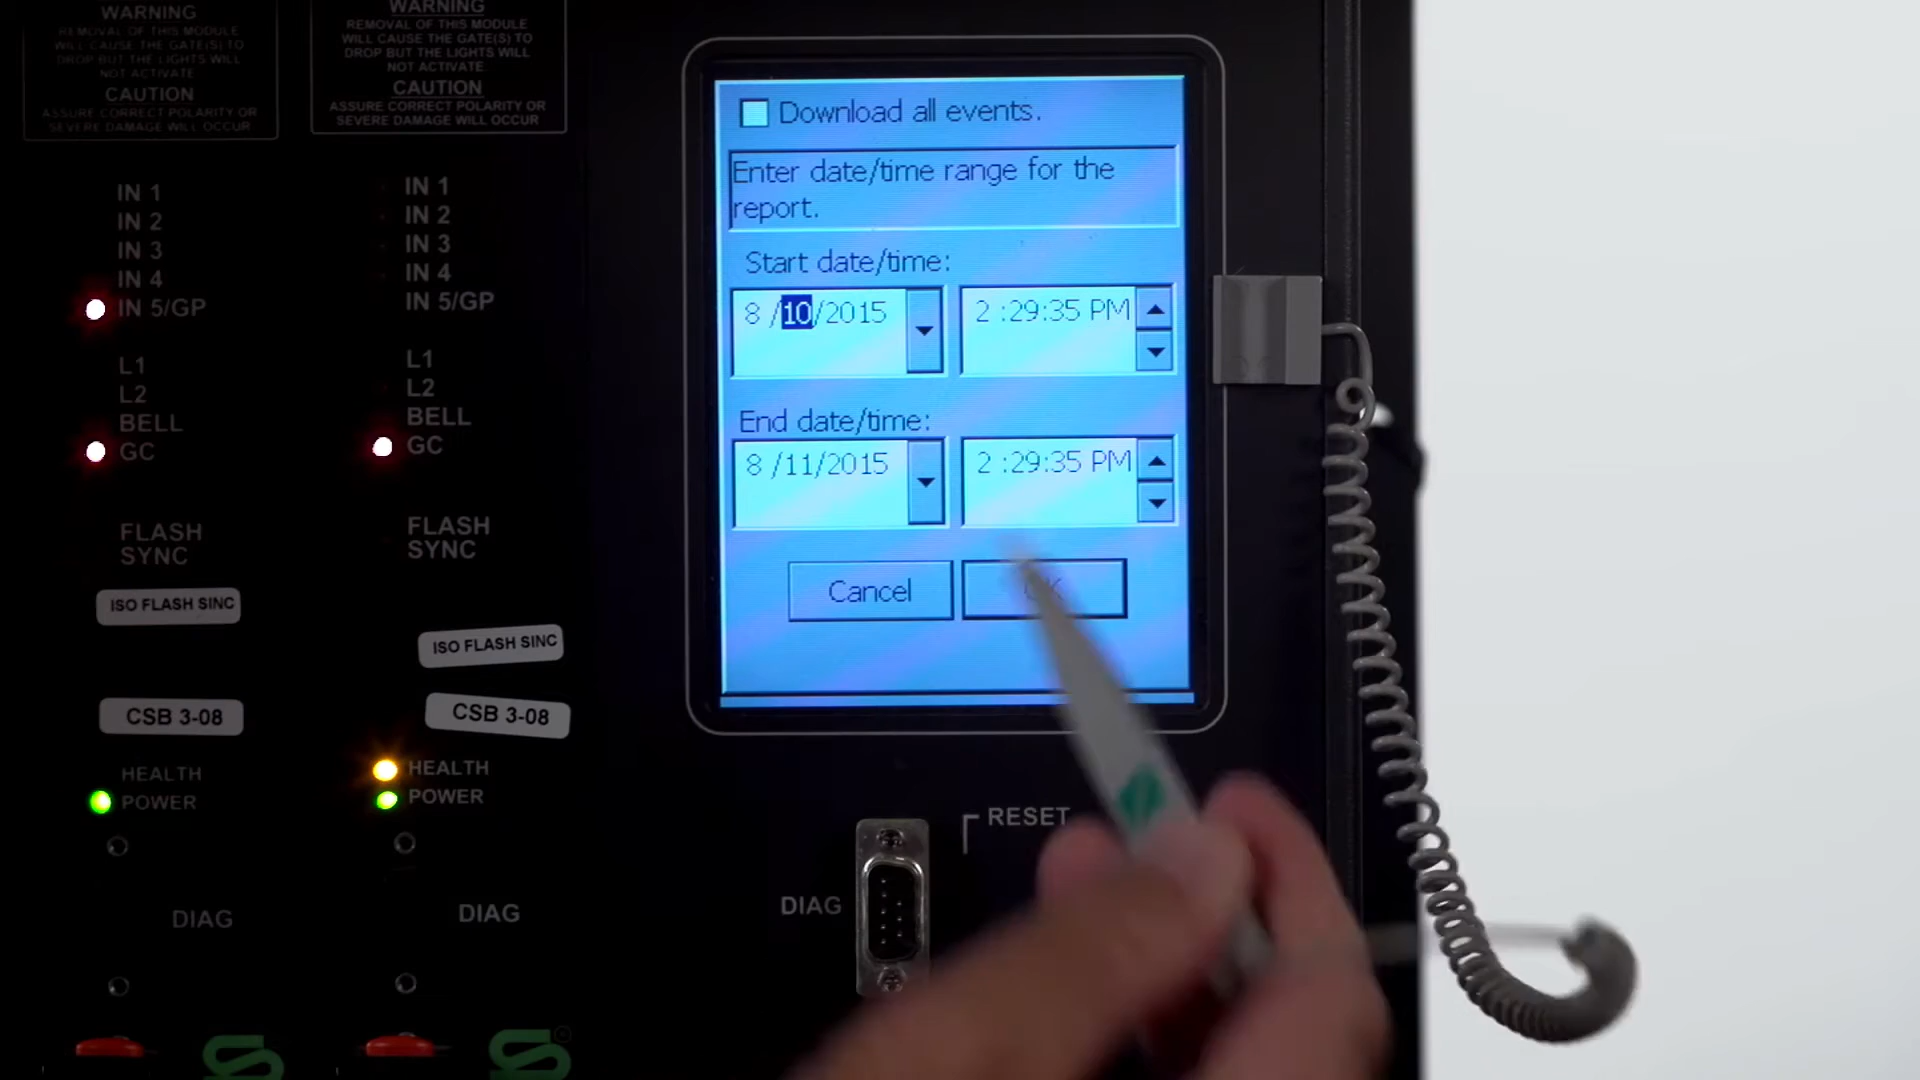 WARNING
REMOVAL OF THIS MODULE
WILL CAUSE THE GATE(S) TO
DROP BUT THE LIGHTS WILL
NOT ACTIVATE
CAUTION
ASSURE CORRECT POLARITY OR
SEVERE DAMAGE WILL OCCUR
IN 1
IN 2
IN 3
IN 4
IN 5/GP
L1
L2
BELL
GC
FLASH
SYNC
ISO FLASH SINC
CSB 3-08
HEALTH
POWER
DIAG
WARNING
REMOVAL OF THIS MODULE
WILL CAUSE THE GATE(S) TO
DROP BUT THE LIGHTS WILL
NOT ACTIVATE
CAUTION
ASSURE CORRECT POLARITY OR
SEVERE DAMAGE WILL OCCUR
IN 1
IN 2
IN 3
IN 4
IN 5/GP
L1
L2
BELL
GC
FLASH
SYNC
ISO FLASH SINC
CSB 3-08
HEALTH
POWER
DIAG
Download all events.
Enter date/time range for the
report.
Start date/time:
8 /10/2015 2 :29:35 PM
End date/time:
8 /11/2015 2 :29:35 PM
Cancel OK
RESET
DIAG